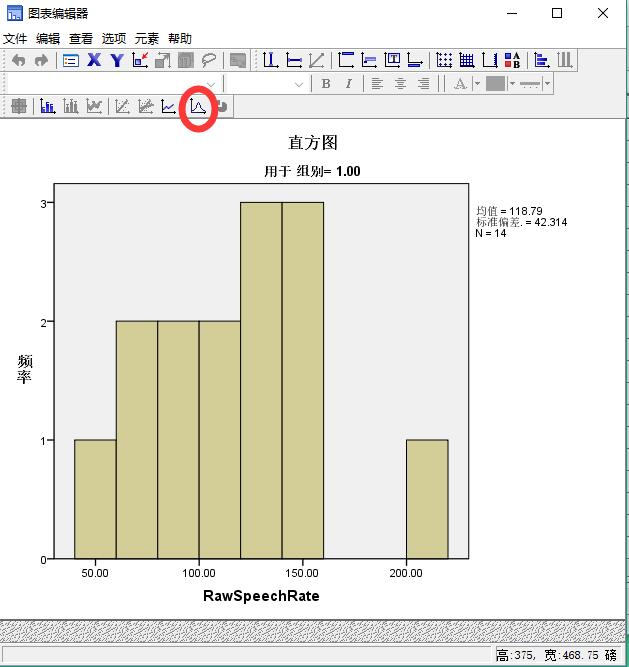 图表编辑器
文件 编辑 查看 选项 元素 帮助
X Y
B I A
直方图
用于 组别= 1.00
均值 = 118.79
标准偏差. = 42.314
N = 14
3
2
频率
1
0
50.00 100.00 150.00 200.00
RawSpeechRate
高:375, 宽:468.75 磅